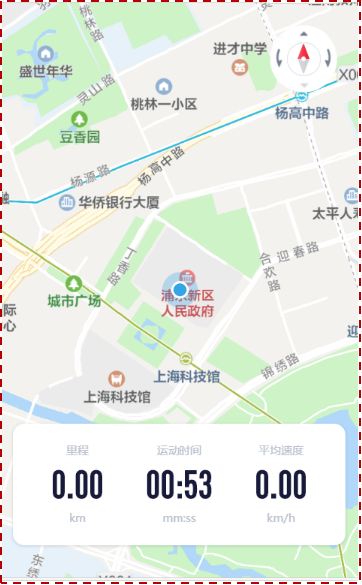 桃林路
进才中学
盛世年华
灵山路
桃林一小区
X00
杨高中路
豆香园
杨高中路
杨源路
华侨银行大厦
太平人寿
丁香路
迎春路
合欢路
浦东新区
人民政府
城市广场
际
心
迎
上海科技馆
锦绣路
上海科技馆
里程
运动时间
平均速度
0.00
00:53
0.00
km
mm:ss
km/h
东绣